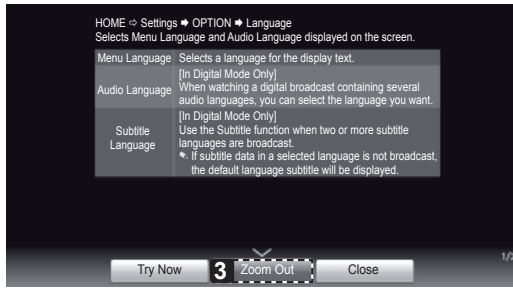 HOME ⇨ Settings ➡ OPTION ➡ Language
Selects Menu Language and Audio Language displayed on the screen.
Menu Language Selects a language for the display text.
Audio Language
[In Digital Mode Only]
When watching a digital broadcast containing several
audio languages, you can select the language you want.
Subtitle
Language
[In Digital Mode Only]
Use the Subtitle function when two or more subtitle
languages are broadcast.
✎ If subtitle data in a selected language is not broadcast,
the default language subtitle will be displayed.
Try Now 3 Zoom Out Close